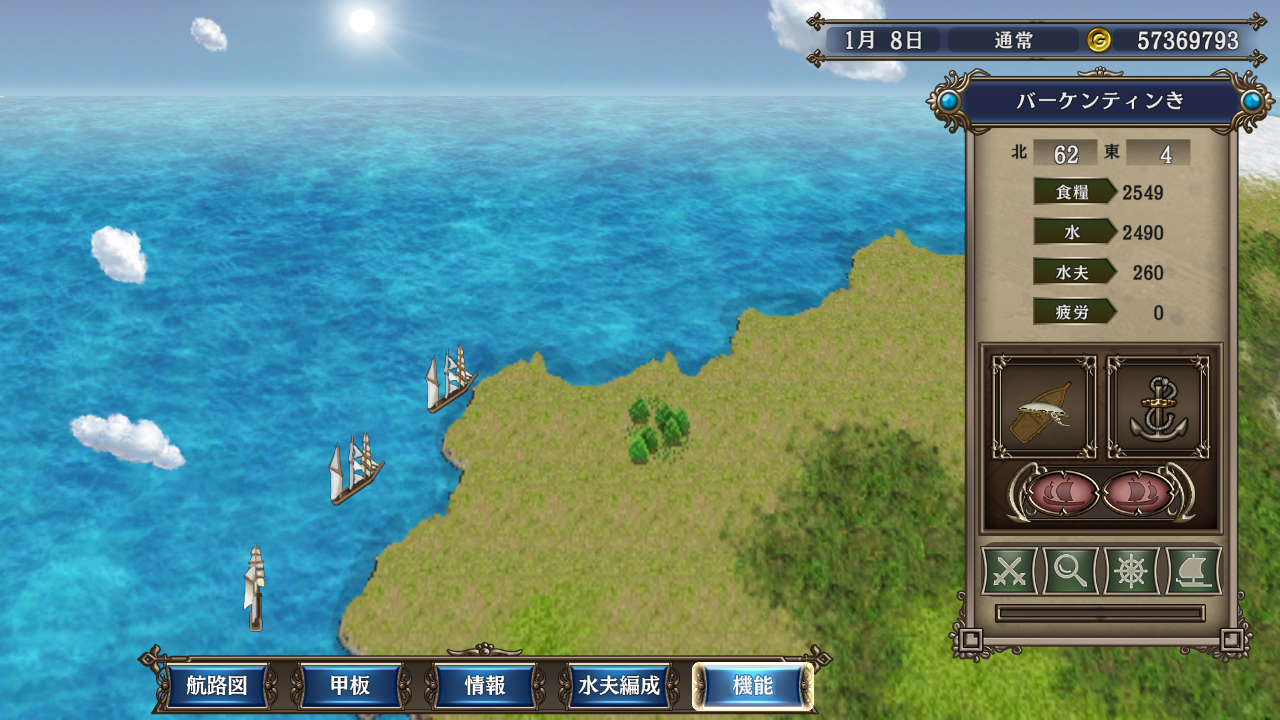 1月 8日 通常 G 57369793
バーケンティンき
北 62 東 4
食糧 2549
水 2490
水夫 260
疲労 0
航路図 甲板 情報 水夫編成 機能